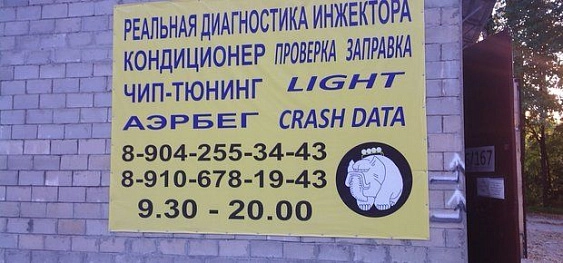 РЕАЛЬНАЯ ДИАГНОСТИКА ИНЖЕКТОРА
КОНДИЦИОНЕР ПРОВЕРКА ЗАПРАВКА
ЧИП-ТЮНИНГ LIGHT
АЭРБЕГ CRASH DATA
8-904-255-34-43
8-910-678-19-43
9.30 - 20.00